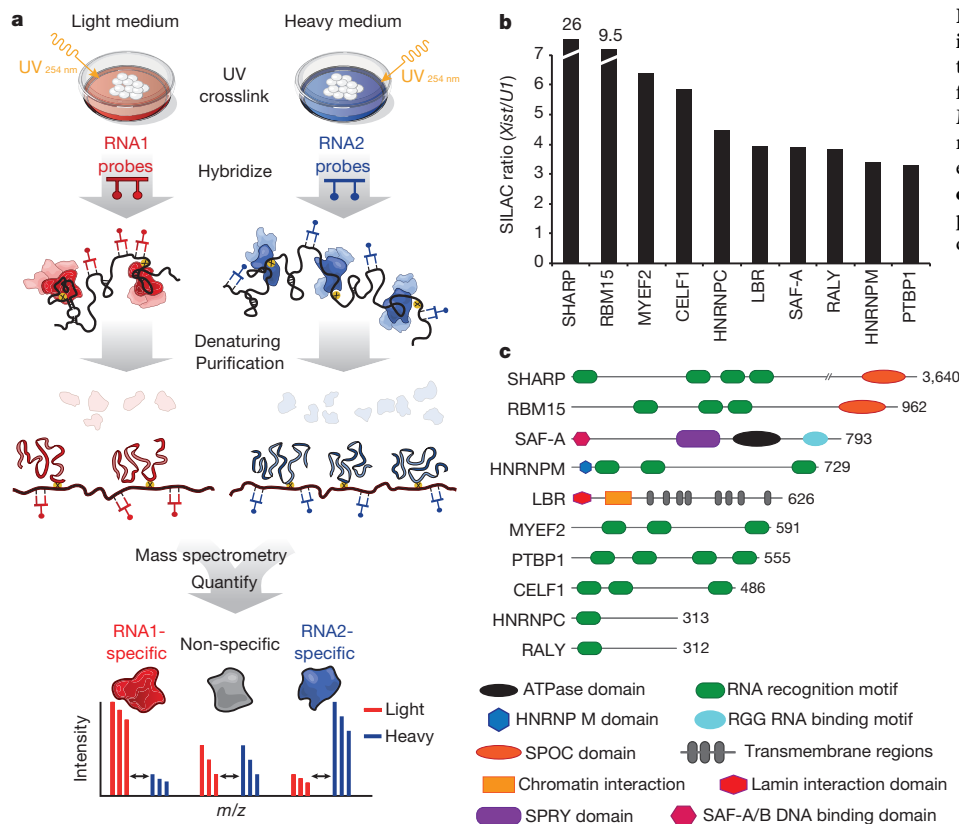 a
Light medium
Heavy medium
UV 254 nm
UV crosslink
UV 254 nm
RNA1 probes
Hybridize
RNA2 probes
Denaturing
Purification
Mass spectrometry
Quantify
RNA1-specific
Non-specific
RNA2-specific
Light
Heavy
Intensity
m/z
b
SILAC ratio (Xist/U1)
26
9.5
7
6
5
4
3
2
1
0
SHARP
RBM15
MYEF2
CELF1
HNRNPC
LBR
SAF-A
RALY
HNRNPM
PTBP1
c
SHARP 3,640
RBM15 962
SAF-A 793
HNRNPM 729
LBR 626
MYEF2 591
PTBP1 555
CELF1 486
HNRNPC 313
RALY 312
ATPase domain
RNA recognition motif
HNRNP M domain
RGG RNA binding motif
SPOC domain
Transmembrane regions
Chromatin interaction
Lamin interaction domain
SPRY domain
SAF-A/B DNA binding domain